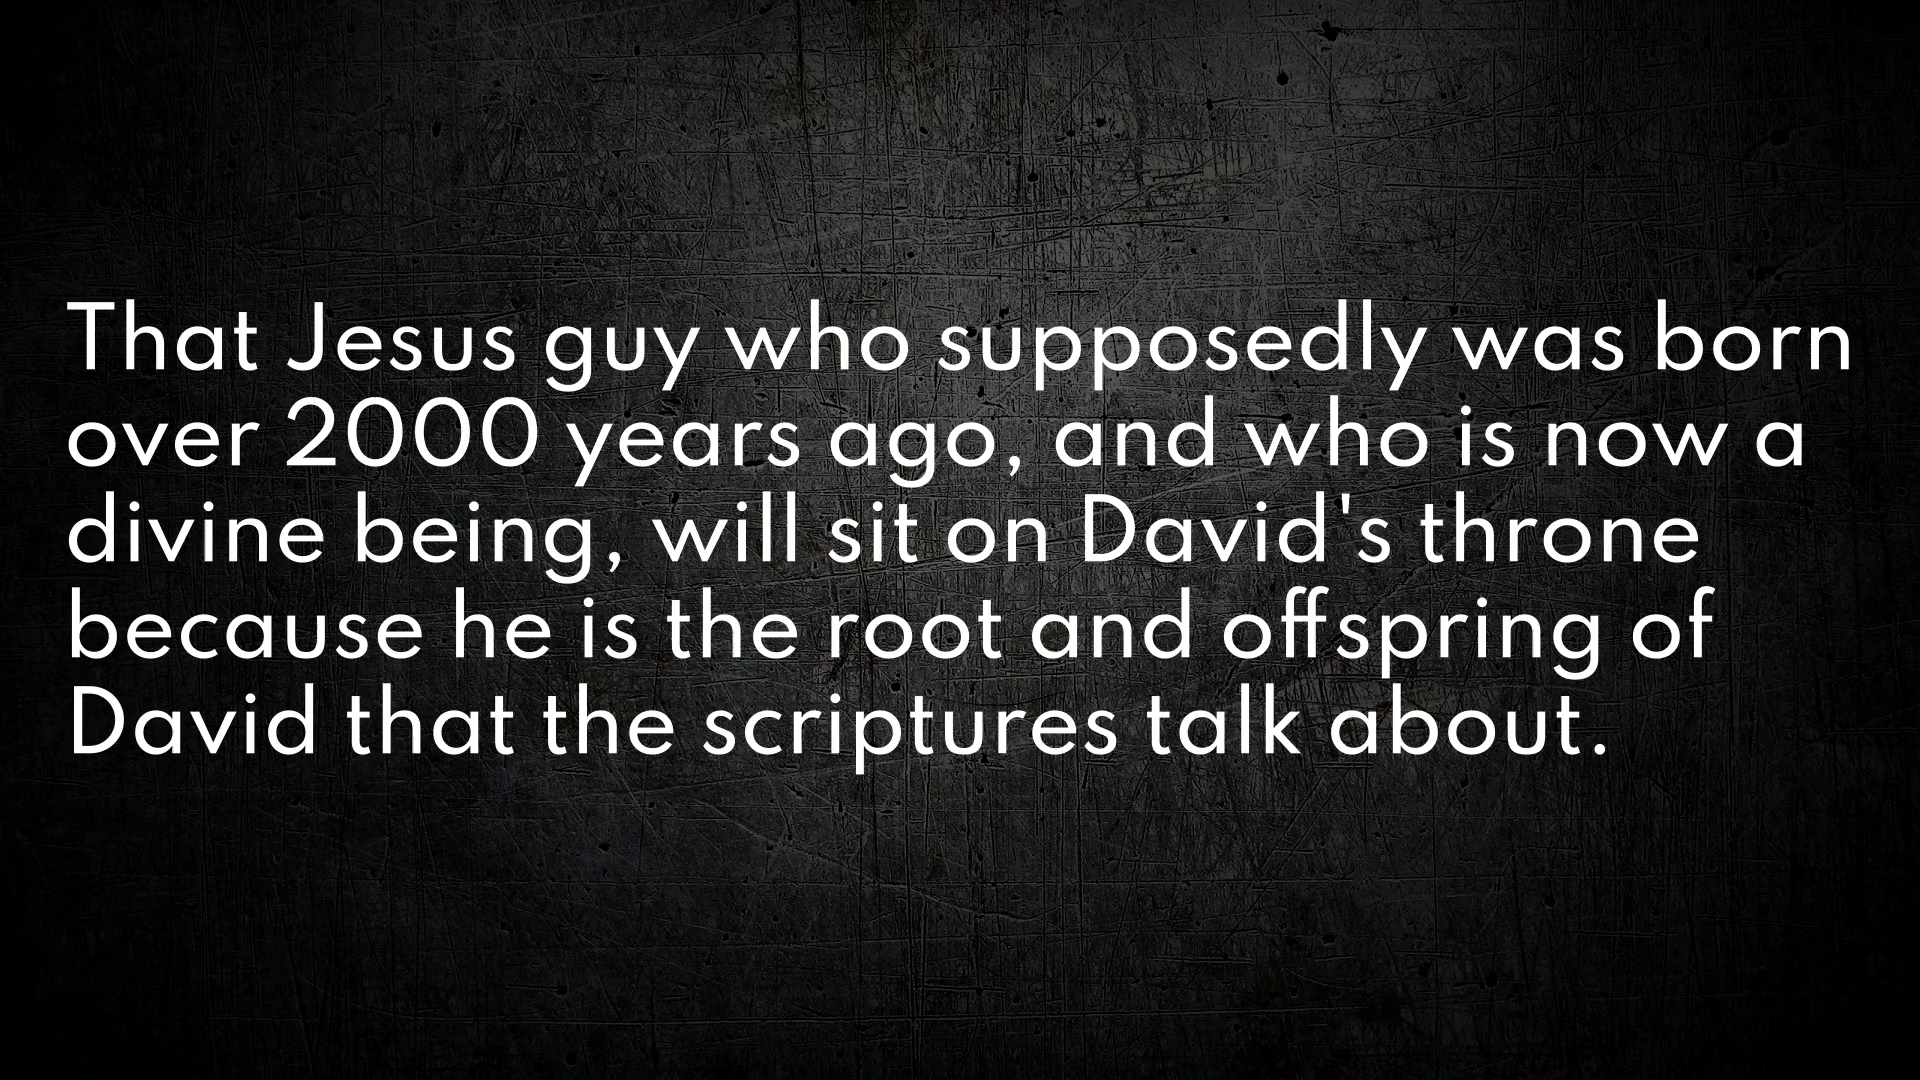 That Jesus guy who supposedly was born
over 2000 years ago, and who is now a
divine being, will sit on David's throne
because he is the root and offspring of
David that the scriptures talk about.